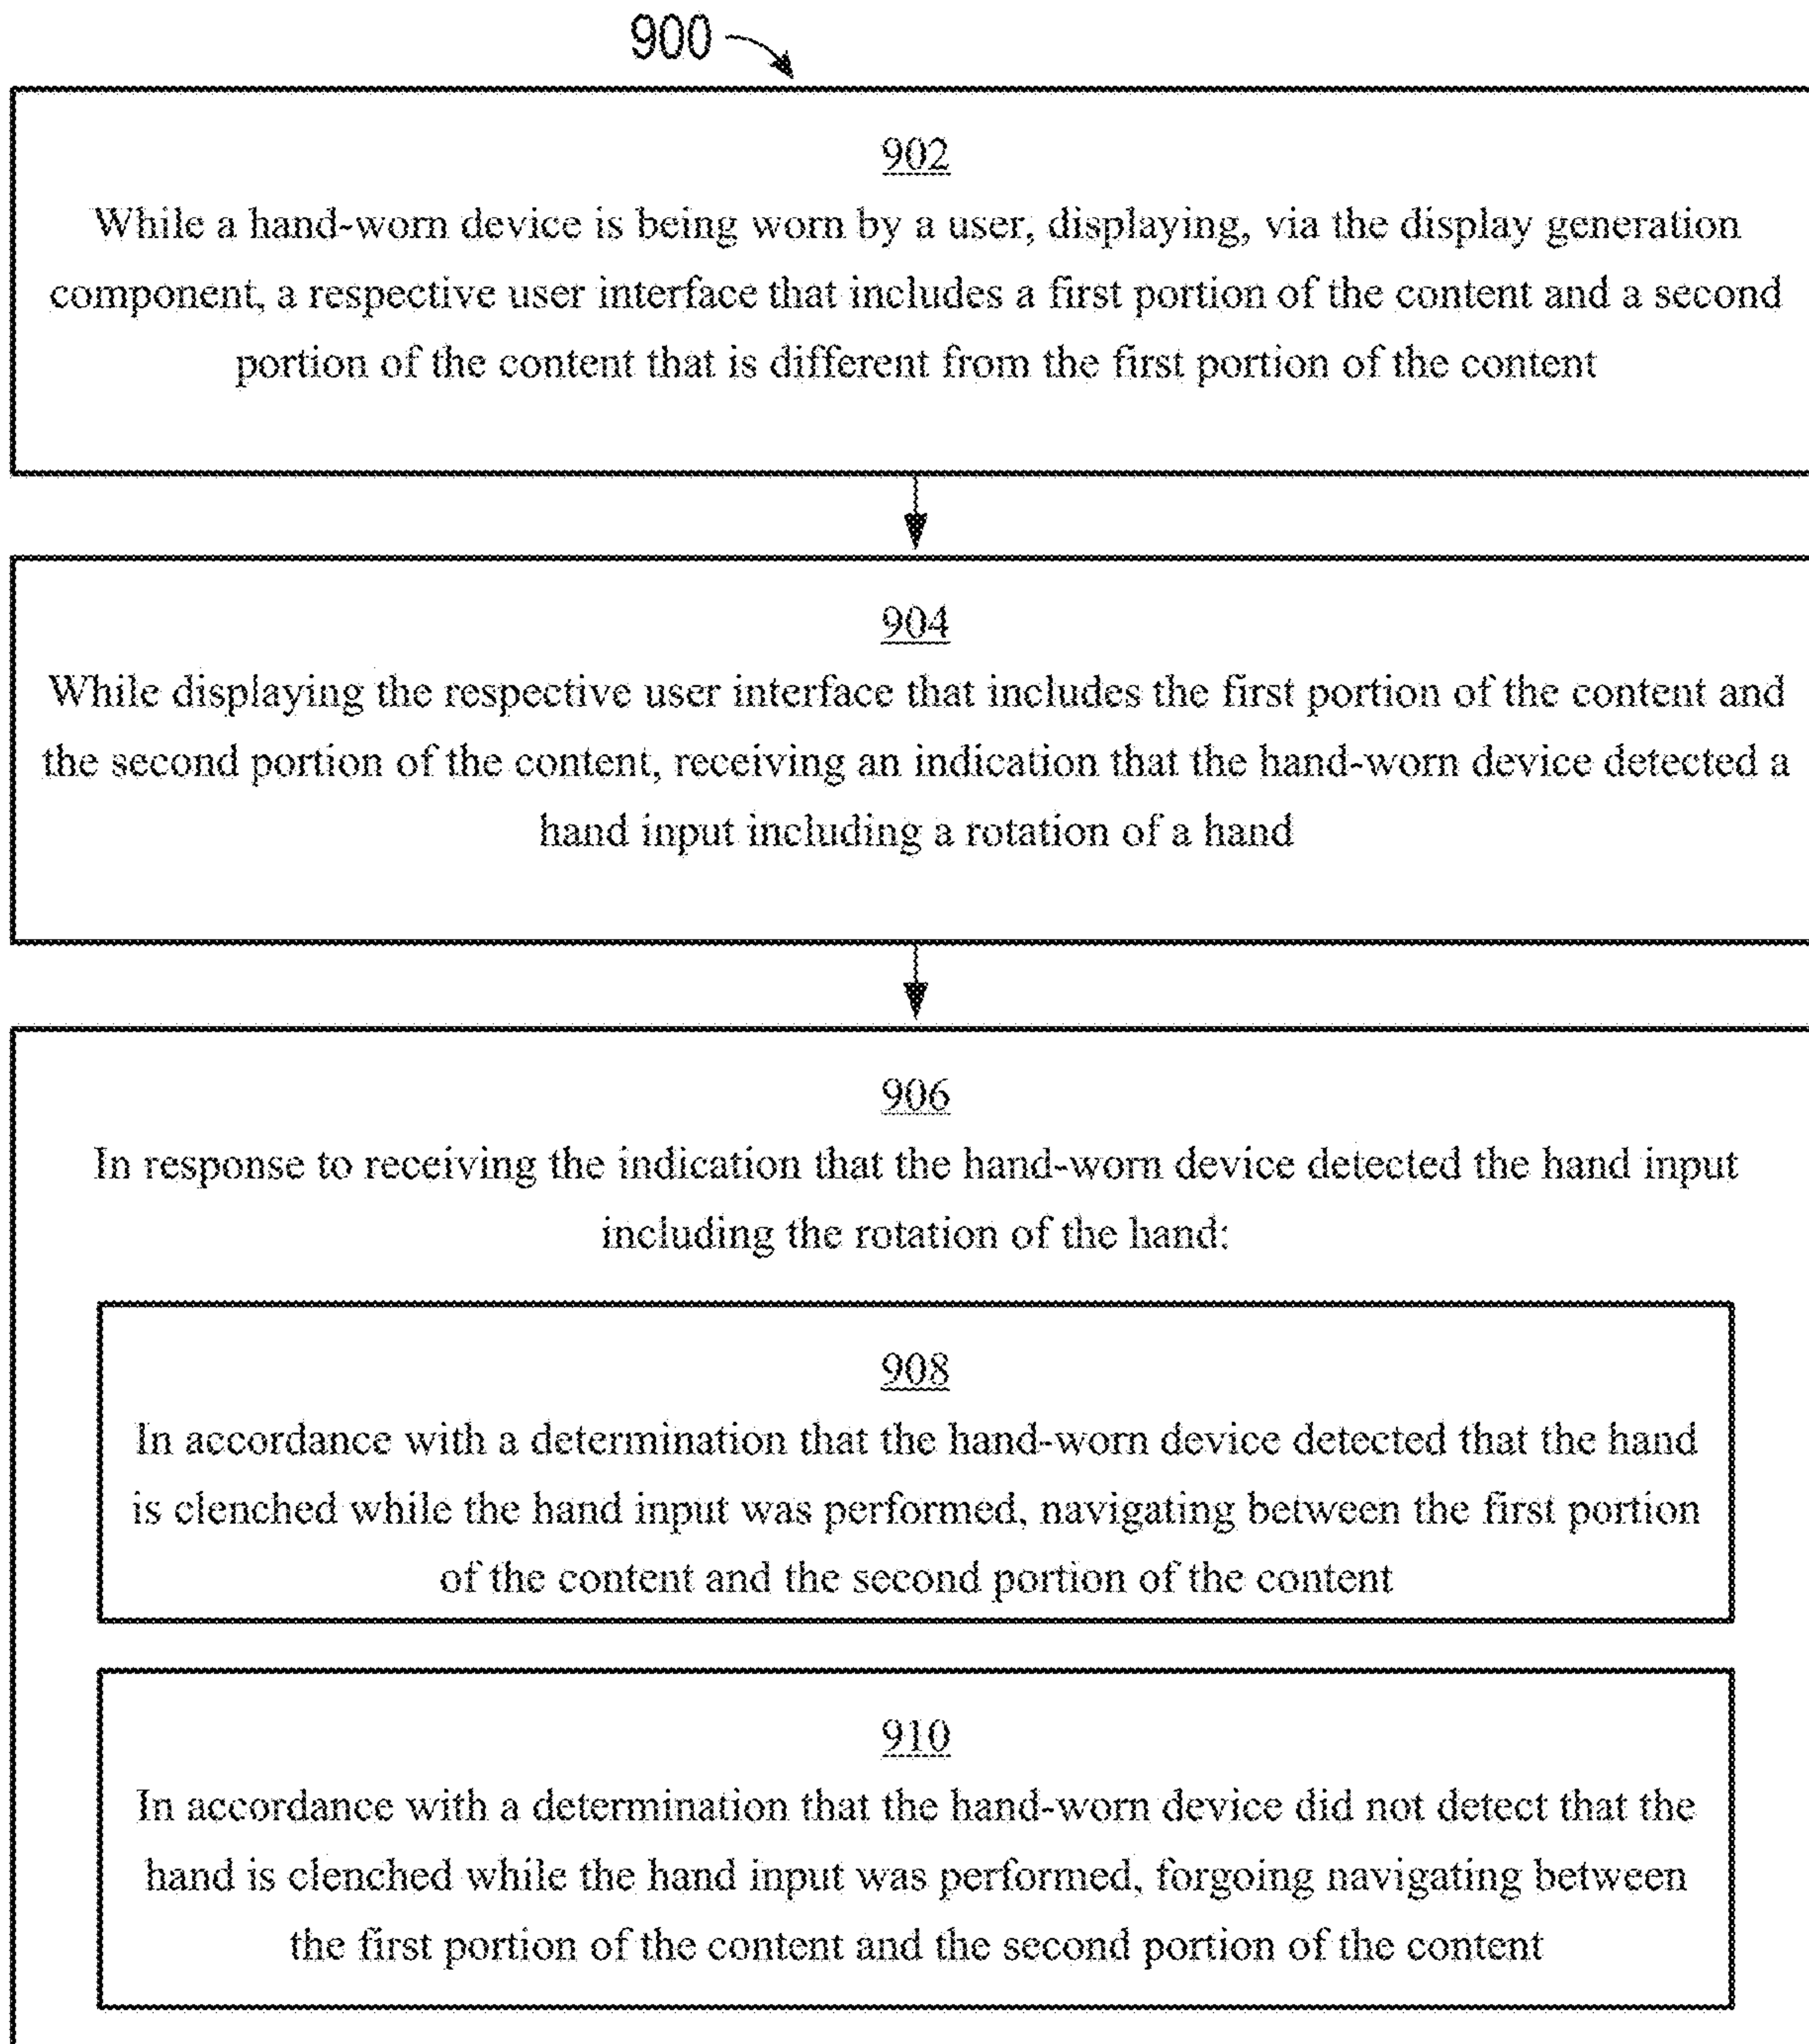 900
902
While a hand-worn device is being worn by a user, displaying, via the display generation
component, a respective user interface that includes a first portion of the content and a second
portion of the content that is different from the first portion of the content
904
While displaying the respective user interface that includes the first portion of the content and
the second portion of the content, receiving an indication that the hand-worn device detected a
hand input including a rotation of a hand
906
In response to receiving the indication that the hand-worn device detected the hand input
including the rotation of the hand:
908
In accordance with a determination that the hand-worn device detected that the hand
is clenched while the hand input was performed, navigating between the first portion
of the content and the second portion of the content
910
In accordance with a determination that the hand-worn device did not detect that the
hand is clenched while the hand input was performed, forgoing navigating between
the first portion of the content and the second portion of the content